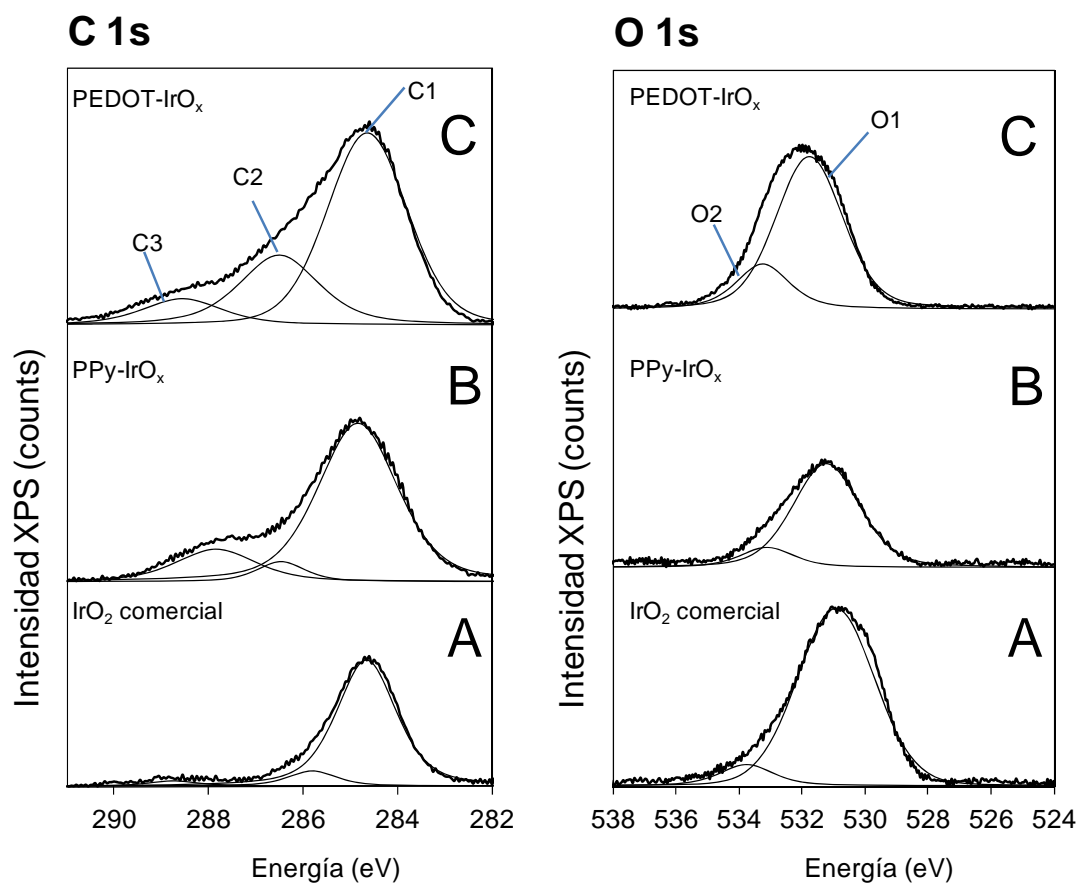 C 1s
PEDOT-IrOₓ
C
C1
C2
C3
PPy-IrOₓ
B
IrO₂ comercial
A
Intensidad XPS (counts)
290 288 286 284 282
Energía (eV)
O 1s
PEDOT-IrOₓ
C
O1
O2
PPy-IrOₓ
B
IrO₂ comercial
A
Intensidad XPS (counts)
538 536 534 532 530 528 526 524
Energía (eV)